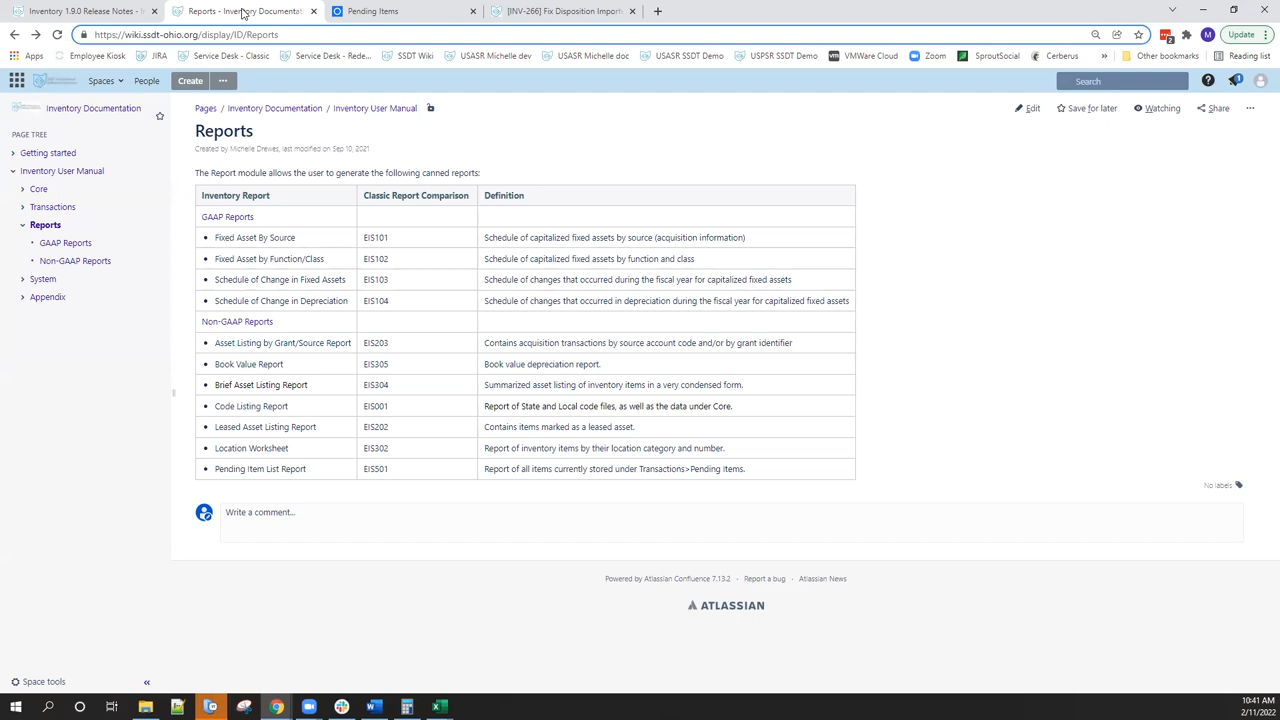 Inventory 1.9.0 Release Notes - In
Reports - Inventory Documentati
Pending Items
[INV-266] Fix Disposition Import
https://wiki.ssdt-ohio.org/display/ID/Reports
2
M
Update
Employee Kiosk
Service Desk - Classic
Service Desk - Rede...
SSDT Wiki
USASR Michelle dev
USASR Michelle doc
USASR SSDT Demo
USPSR SSDT Demo
VMWare Cloud
Zoom
SproutSocial
Cerberus
»
Other bookmarks
Reading list
Spaces
People
Create
...
Search
1
Inventory Documentation
PAGE TREE
Getting started
Inventory User Manual
Core
Transactions
Reports
GAAP Reports
Non-GAAP Reports
System
Appendix
Space tools
«
Pages / Inventory Documentation / Inventory User Manual
Edit
Save for later
Watching
Share
...
Reports
Created by Michelle Drewes, last modified on Sep 10, 2021
The Report module allows the user to generate the following canned reports:
Inventory Report Classic Report Comparison Definition
GAAP Reports
• Fixed Asset By Source EIS101 Schedule of capitalized fixed assets by source (acquisition information)
• Fixed Asset by Function/Class EIS102 Schedule of capitalized fixed assets by function and class
• Schedule of Change in Fixed Assets EIS103 Schedule of changes that occurred during the fiscal year for capitalized fixed assets
• Schedule of Change in Depreciation EIS104 Schedule of changes that occurred in depreciation during the fiscal year for capitalized fixed assets
Non-GAAP Reports
• Asset Listing by Grant/Source Report EIS203 Contains acquisition transactions by source account code and/or by grant identifier
• Book Value Report EIS305 Book value depreciation report.
• Brief Asset Listing Report EIS304 Summarized asset listing of inventory items in a very condensed form.
• Code Listing Report EIS001 Report of State and Local code files, as well as the data under Core.
• Leased Asset Listing Report EIS202 Contains items marked as a leased asset.
• Location Worksheet EIS302 Report of inventory items by their location category and number.
• Pending Item List Report EIS501 Report of all items currently stored under Transactions>Pending Items.
No labels
Write a comment...
Powered by Atlassian Confluence 7.13.2 · Report a bug · Atlassian News
ATLASSIAN
10:41 AM
2/11/2022